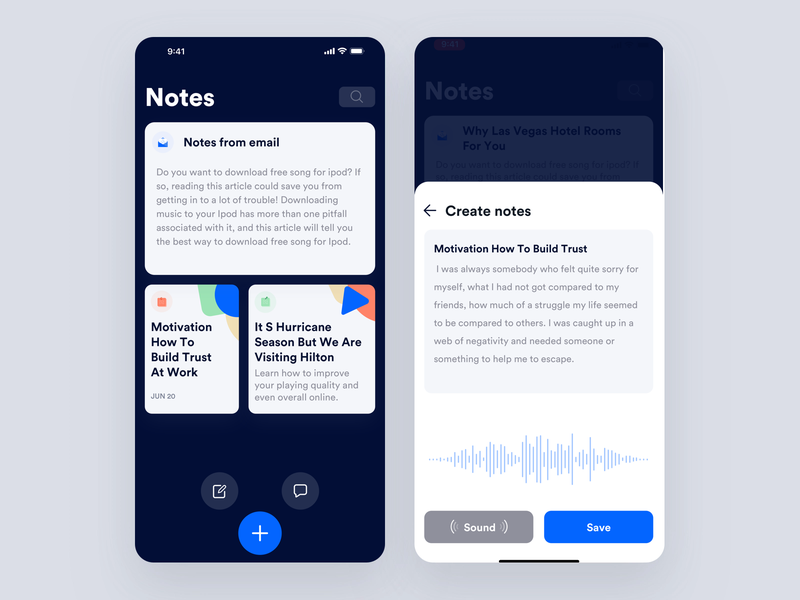 9:41
Notes
Notes from email
Do you want to download free song for ipod? If
so, reading this article could save you from
getting in to a lot of trouble! Downloading
music to your Ipod has more than one pitfall
associated with it, and this article will tell you
the best way to download free song for Ipod.
Motivation
How To
Build Trust
At Work
JUN 20
It S Hurricane
Season But We Are
Visiting Hilton
Learn how to improve
your playing quality and
even overall online.
9:41
Notes
Why Las Vegas Hotel Rooms
For You
Do you want to download free song for ipod? If
so, reading this article could save you from
Create notes
Motivation How To Build Trust
I was always somebody who felt quite sorry for
myself, what I had not got compared to my
friends, how much of a struggle my life seemed
to be compared to others. I was caught up in a
web of negativity and needed someone or
something to help me to escape.
Sound
Save